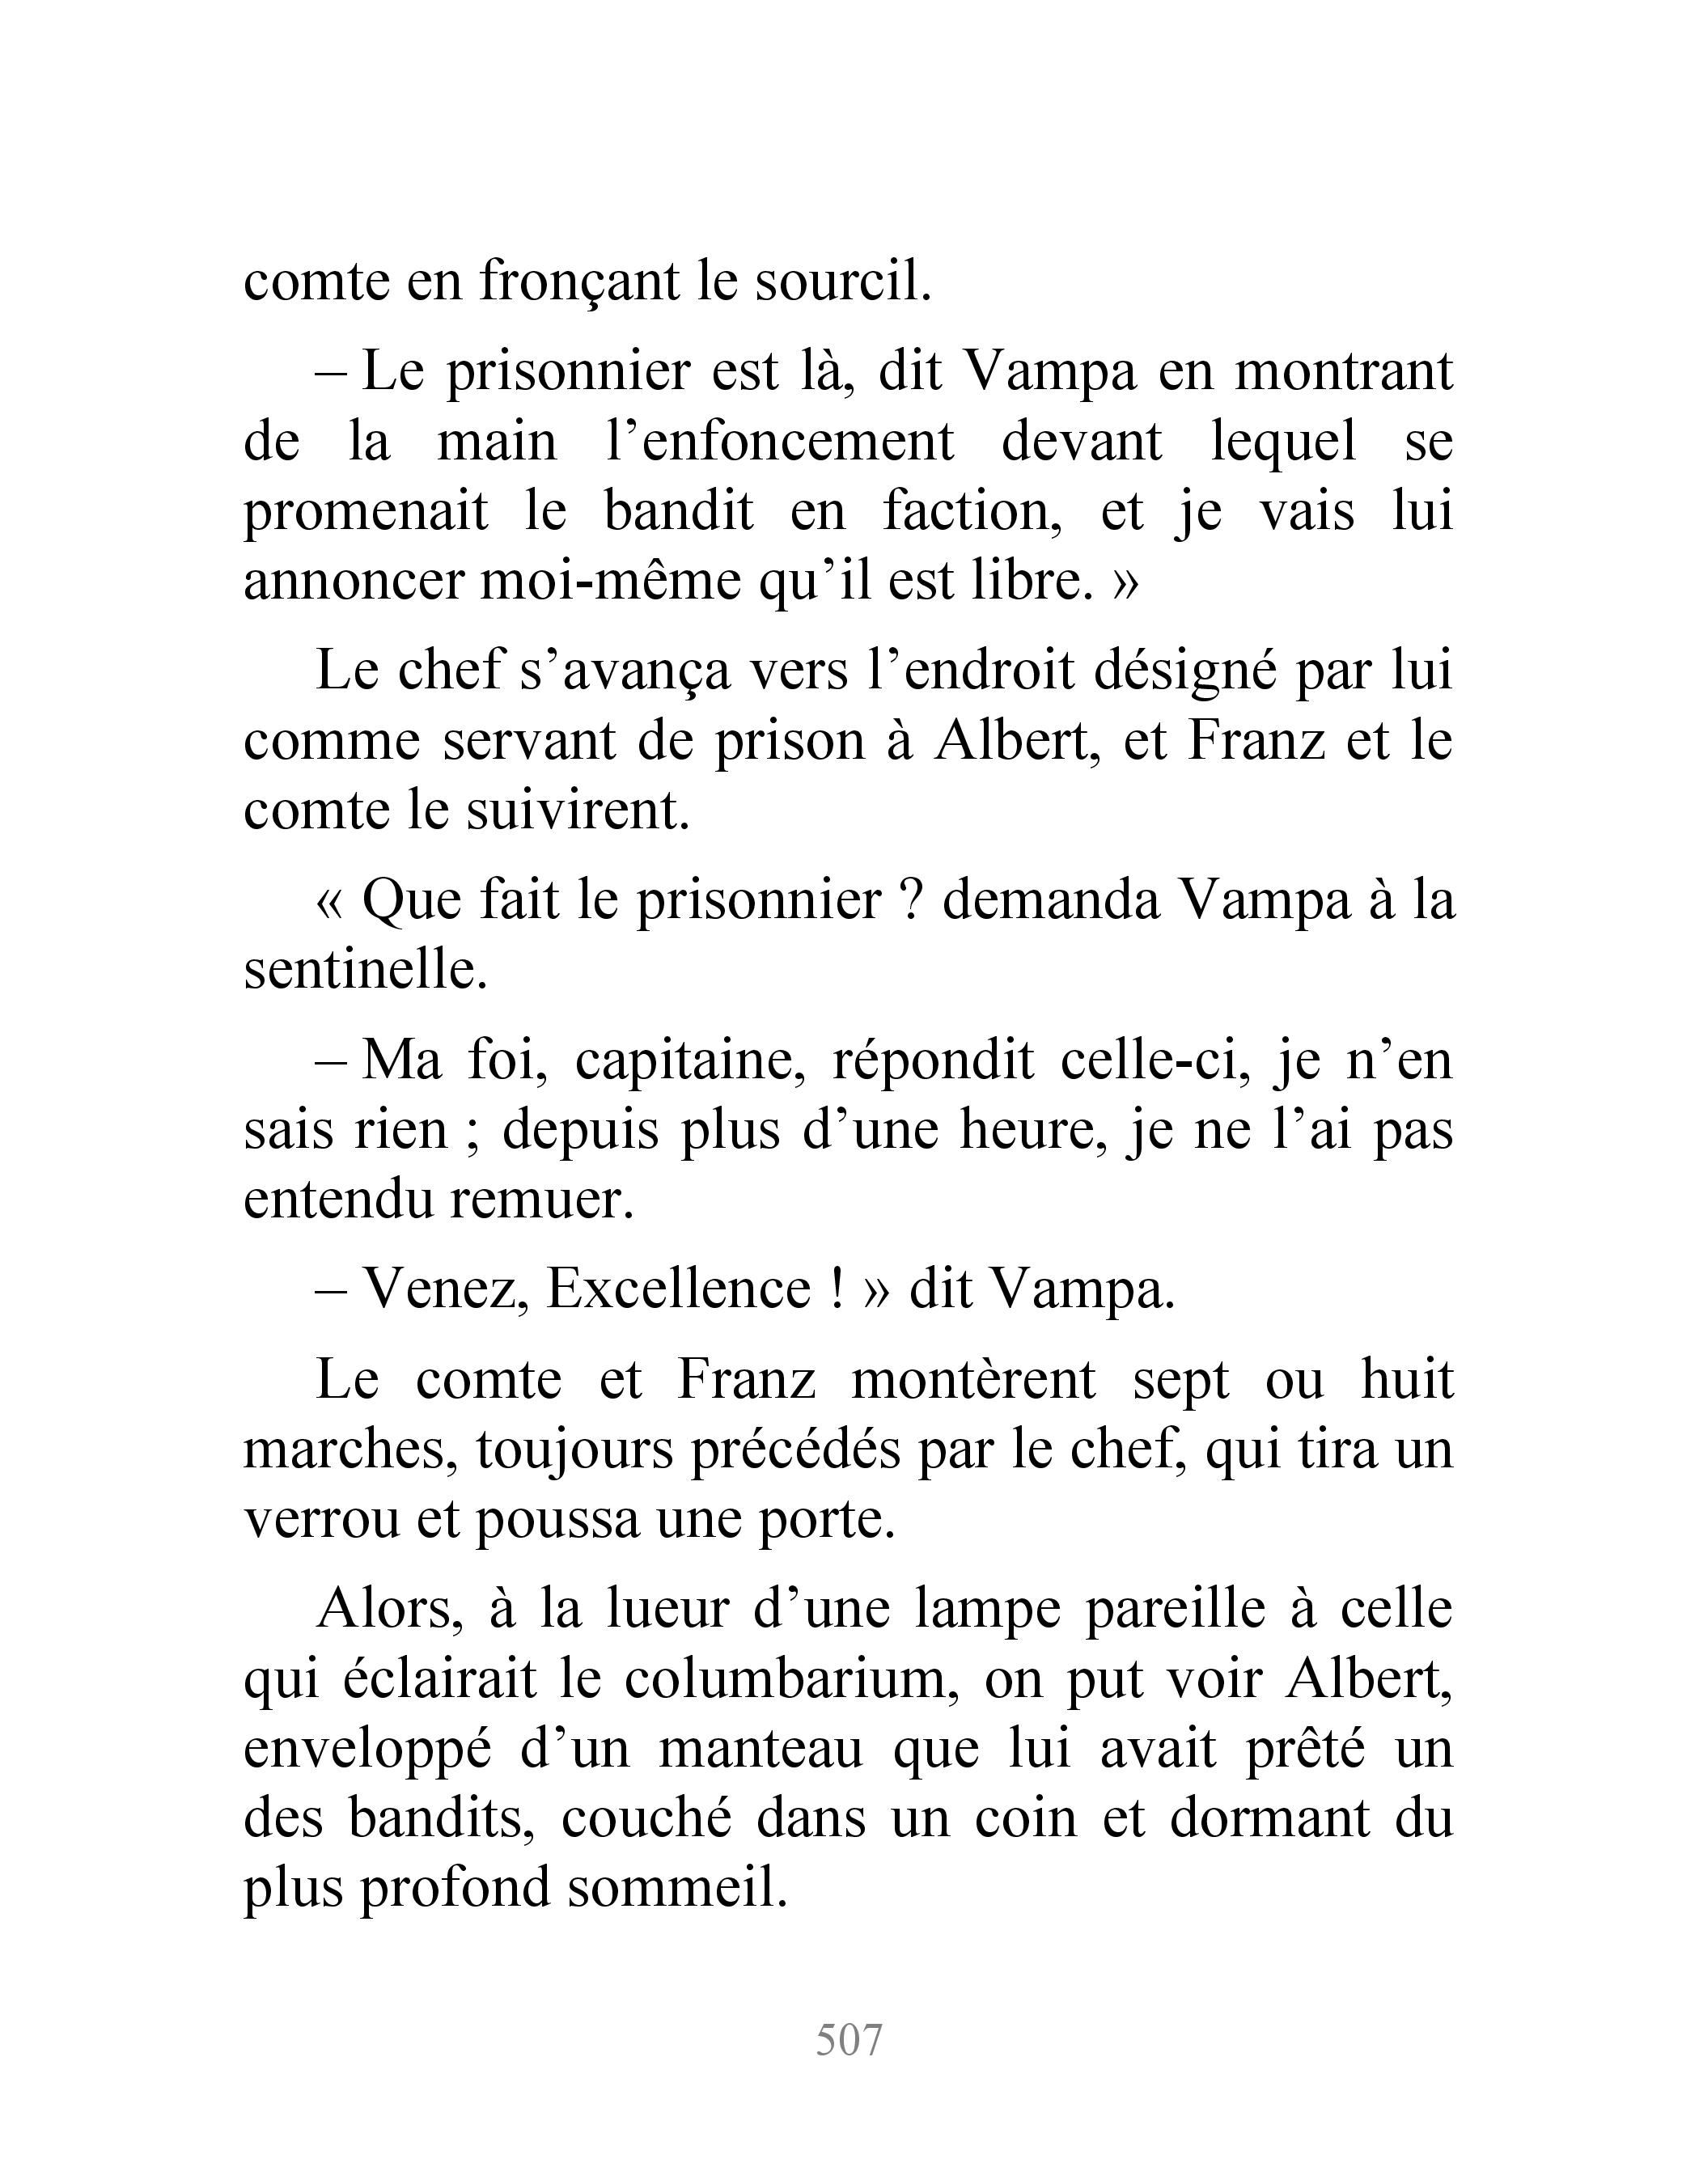 comte en fronçant le sourcil.
– Le prisonnier est là, dit Vampa en montrant
de la main l’enfoncement devant lequel se
promenait le bandit en faction, et je vais lui
annoncer moi-même qu’il est libre. »
Le chef s’avança vers l’endroit désigné par lui
comme servant de prison à Albert, et Franz et le
comte le suivirent.
« Que fait le prisonnier ? demanda Vampa à la
sentinelle.
– Ma foi, capitaine, répondit celle-ci, je n’en
sais rien ; depuis plus d’une heure, je ne l’ai pas
entendu remuer.
– Venez, Excellence ! » dit Vampa.
Le comte et Franz montèrent sept ou huit
marches, toujours précédés par le chef, qui tira un
verrou et poussa une porte.
Alors, à la lueur d’une lampe pareille à celle
qui éclairait le columbarium, on put voir Albert,
enveloppé d’un manteau que lui avait prêté un
des bandits, couché dans un coin et dormant du
plus profond sommeil.
507